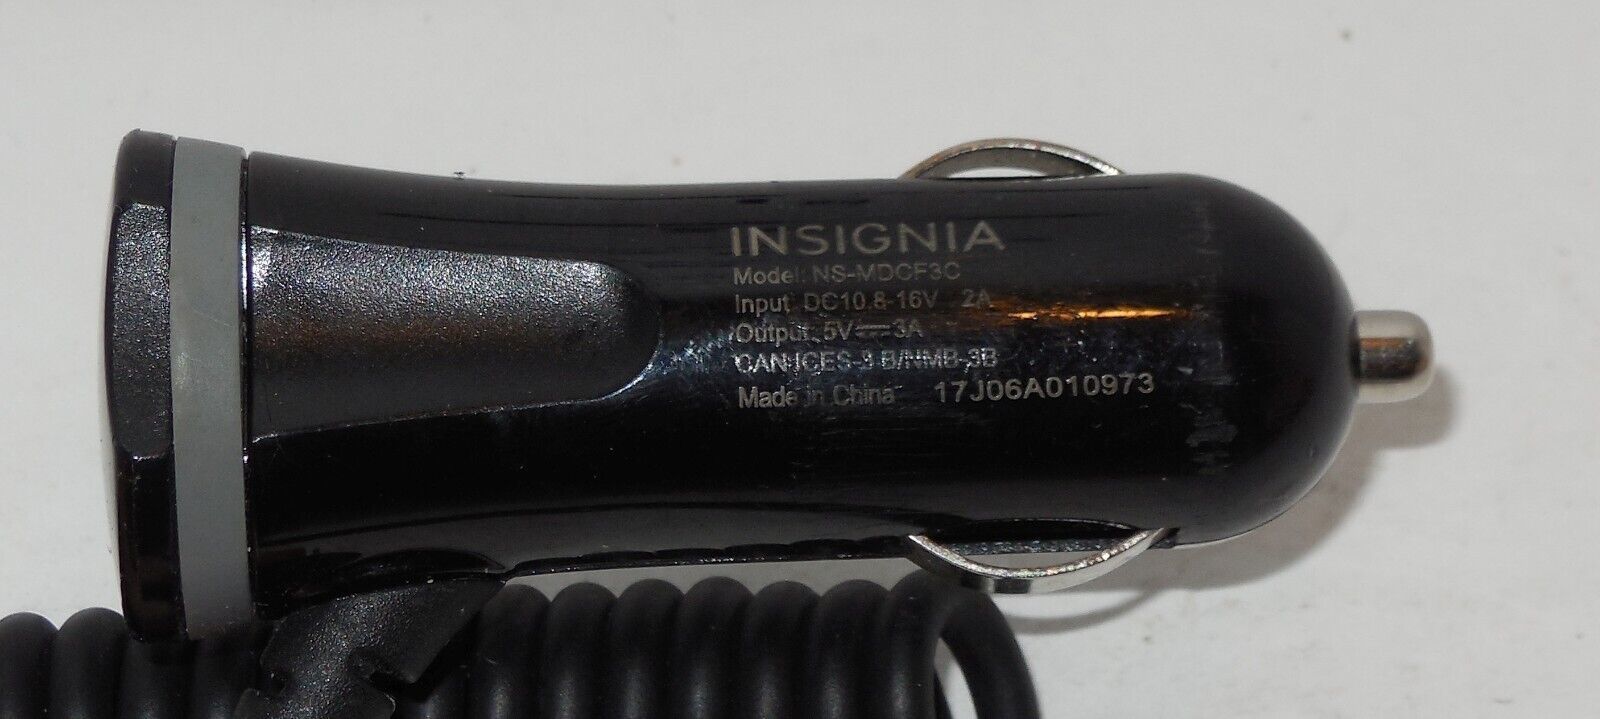 INSIGNIA
Model: NS-MDCF3C
Input: DC10.8-16V 2A
Output: 5V⎓3A
CAN ICES-3 B/NMB-3B
Made in China 17J06A010973